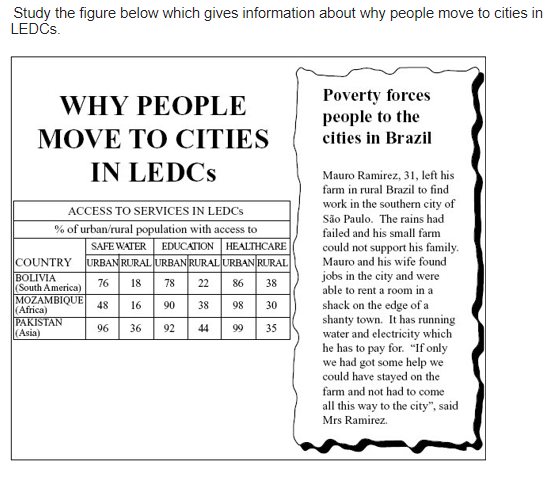 Study the figure below which gives information about why people move to cities in
LEDCs.
WHY PEOPLE
MOVE TO CITIES
IN LEDCs
ACCESS TO SERVICES IN LEDCs
% of urban/rural population with access to
SAFE WATER EDUCATION HEALTHCARE
COUNTRY URBAN RURAL URBAN RURAL URBAN RURAL
BOLIVIA
(South America) 76 18 78 22 86 38
MOZAMBIQUE
(Africa) 48 16 90 38 98 30
PAKISTAN
(Asia) 96 36 92 44 99 35
Poverty forces
people to the
cities in Brazil
Mauro Ramirez, 31, left his
farm in rural Brazil to find
work in the southern city of
São Paulo. The rains had
failed and his small farm
could not support his family.
Mauro and his wife found
jobs in the city and were
able to rent a room in a
shack on the edge of a
shanty town. It has running
water and electricity which
he has to pay for. “If only
we had got some help we
could have stayed on the
farm and not had to come
all this way to the city”, said
Mrs Ramirez.